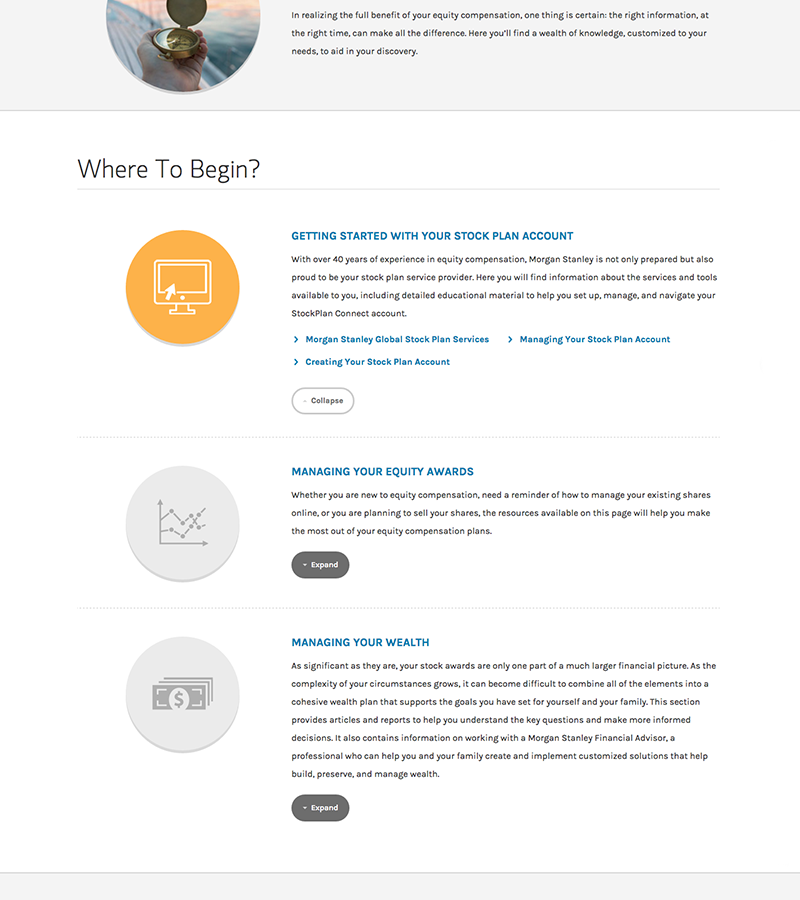 In realizing the full benefit of your equity compensation, one thing is certain: the right information, at
the right time, can make all the difference. Here you'll find a wealth of knowledge, customized to your
needs, to aid in your discovery.
Where To Begin?
GETTING STARTED WITH YOUR STOCK PLAN ACCOUNT
With over 40 years of experience in equity compensation, Morgan Stanley is not only prepared but also
proud to be your stock plan service provider. Here you will find information about the services and tools
available to you, including detailed educational material to help you set up, manage, and navigate your
StockPlan Connect account.
Morgan Stanley Global Stock Plan Services
Managing Your Stock Plan Account
Creating Your Stock Plan Account
Collapse
MANAGING YOUR EQUITY AWARDS
Whether you are new to equity compensation, need a reminder of how to manage your existing shares
online, or you are planning to sell your shares, the resources available on this page will help you make
the most out of your equity compensation plans.
Expand
MANAGING YOUR WEALTH
$
As significant as they are, your stock awards are only one part of a much larger financial picture. As the
complexity of your circumstances grows, it can become difficult to combine all of the elements into a
cohesive wealth plan that supports the goals you have set for yourself and your family. This section
provides articles and reports to help you understand the key questions and make more informed
decisions. It also contains information on working with a Morgan Stanley Financial Advisor, a
professional who can help you and your family create and implement customized solutions that help
build, preserve, and manage wealth.
Expand